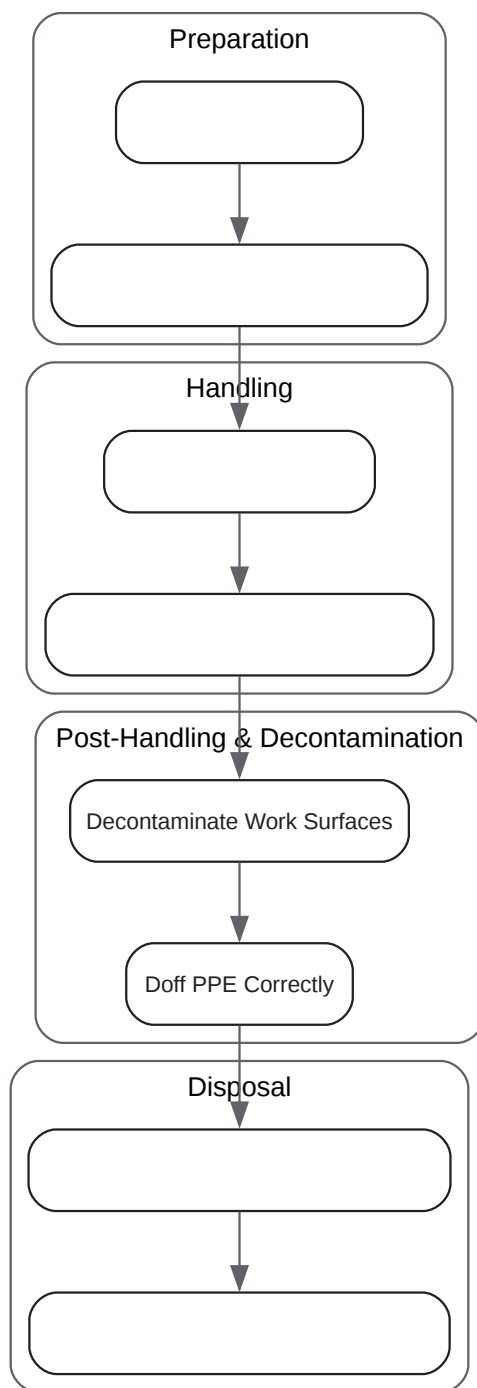 Preparation
Handling
Post-Handling & Decontamination
Decontaminate Work Surfaces
Doff PPE Correctly
Disposal